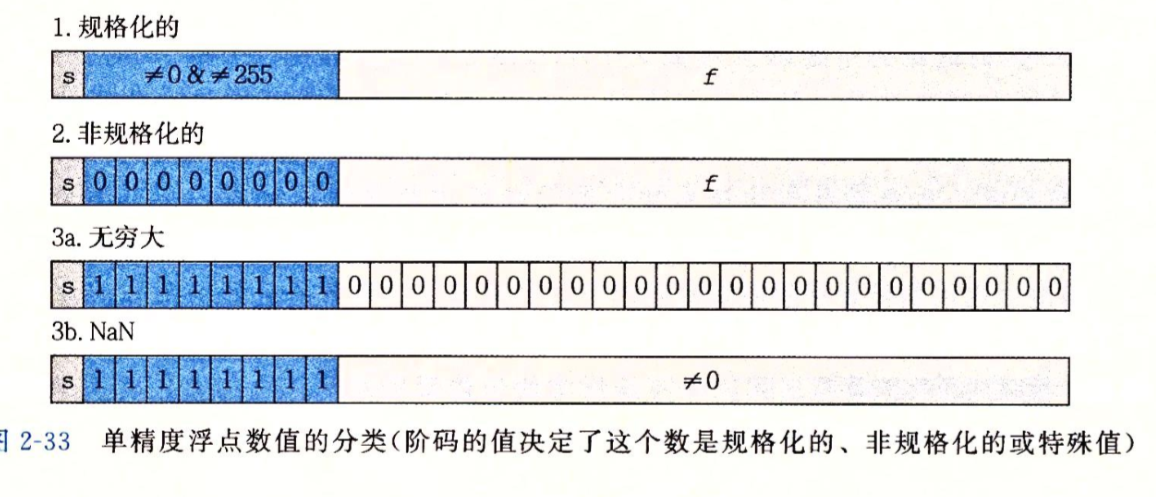 1. 规格化的
s ≠0 & ≠255 f
2. 非规格化的
s 0 0 0 0 0 0 0 0 f
3a. 无穷大
s 1 1 1 1 1 1 1 1 0 0 0 0 0 0 0 0 0 0 0 0 0 0 0 0 0 0 0 0 0 0 0
3b. NaN
s 1 1 1 1 1 1 1 1 ≠0
图 2-33 单精度浮点数值的分类(阶码的值决定了这个数是规格化的、非规格化的或特殊值)